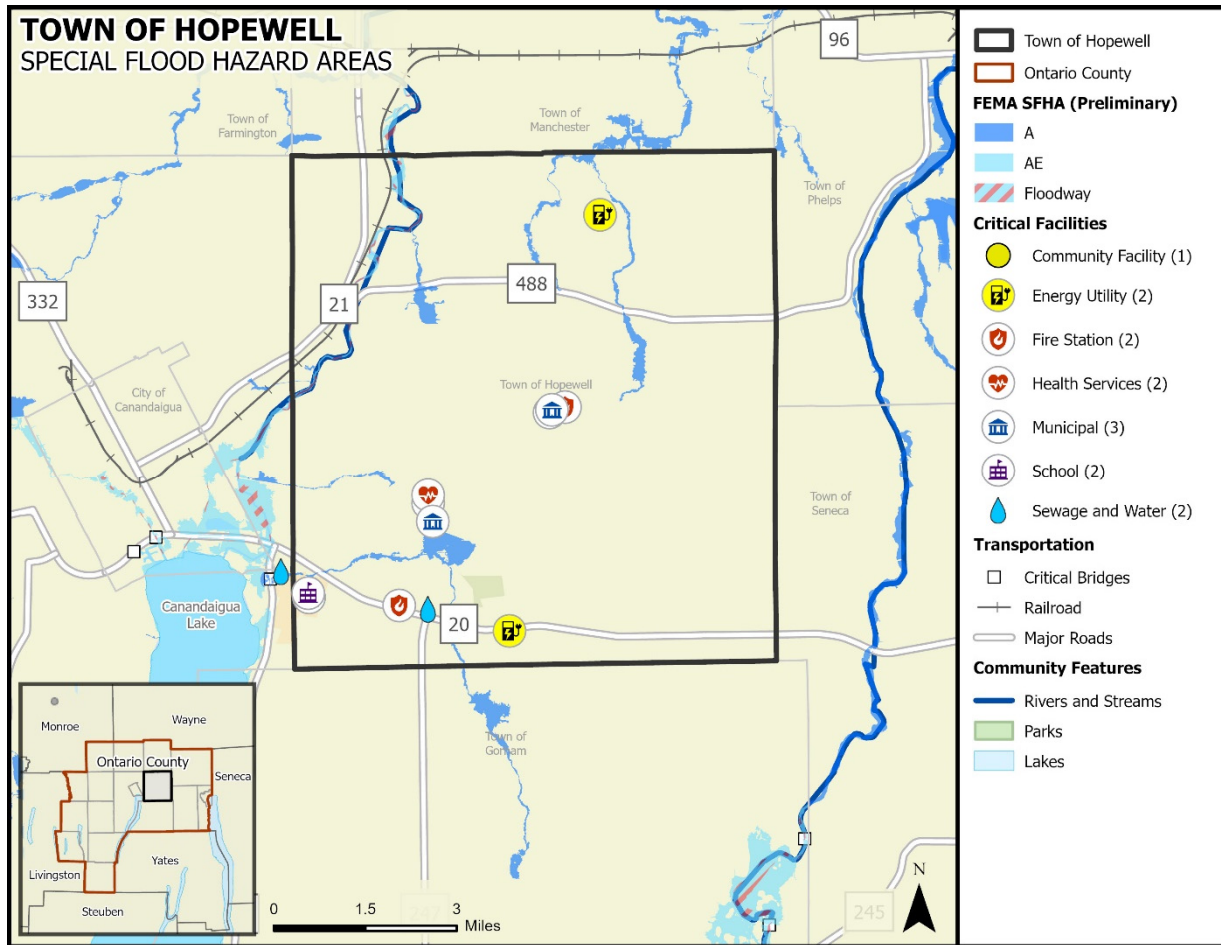 TOWN OF HOPEWELL
SPECIAL FLOOD HAZARD AREAS
96
Town of
Farmington
Town of
Manchester
Town of
Phelps
332
21
488
City of
Canandaigua
Town of Hopewell
Town of
Seneca
Canandaigua
Lake
20
Town of
Gorham
247
245
Monroe
Wayne
Ontario County
Seneca
Livingston
Yates
Steuben
0
1.5
3
Miles
N
Town of Hopewell
Ontario County
FEMA SFHA (Preliminary)
A
AE
Floodway
Critical Facilities
Community Facility (1)
Energy Utility (2)
Fire Station (2)
Health Services (2)
Municipal (3)
School (2)
Sewage and Water (2)
Transportation
Critical Bridges
Railroad
Major Roads
Community Features
Rivers and Streams
Parks
Lakes